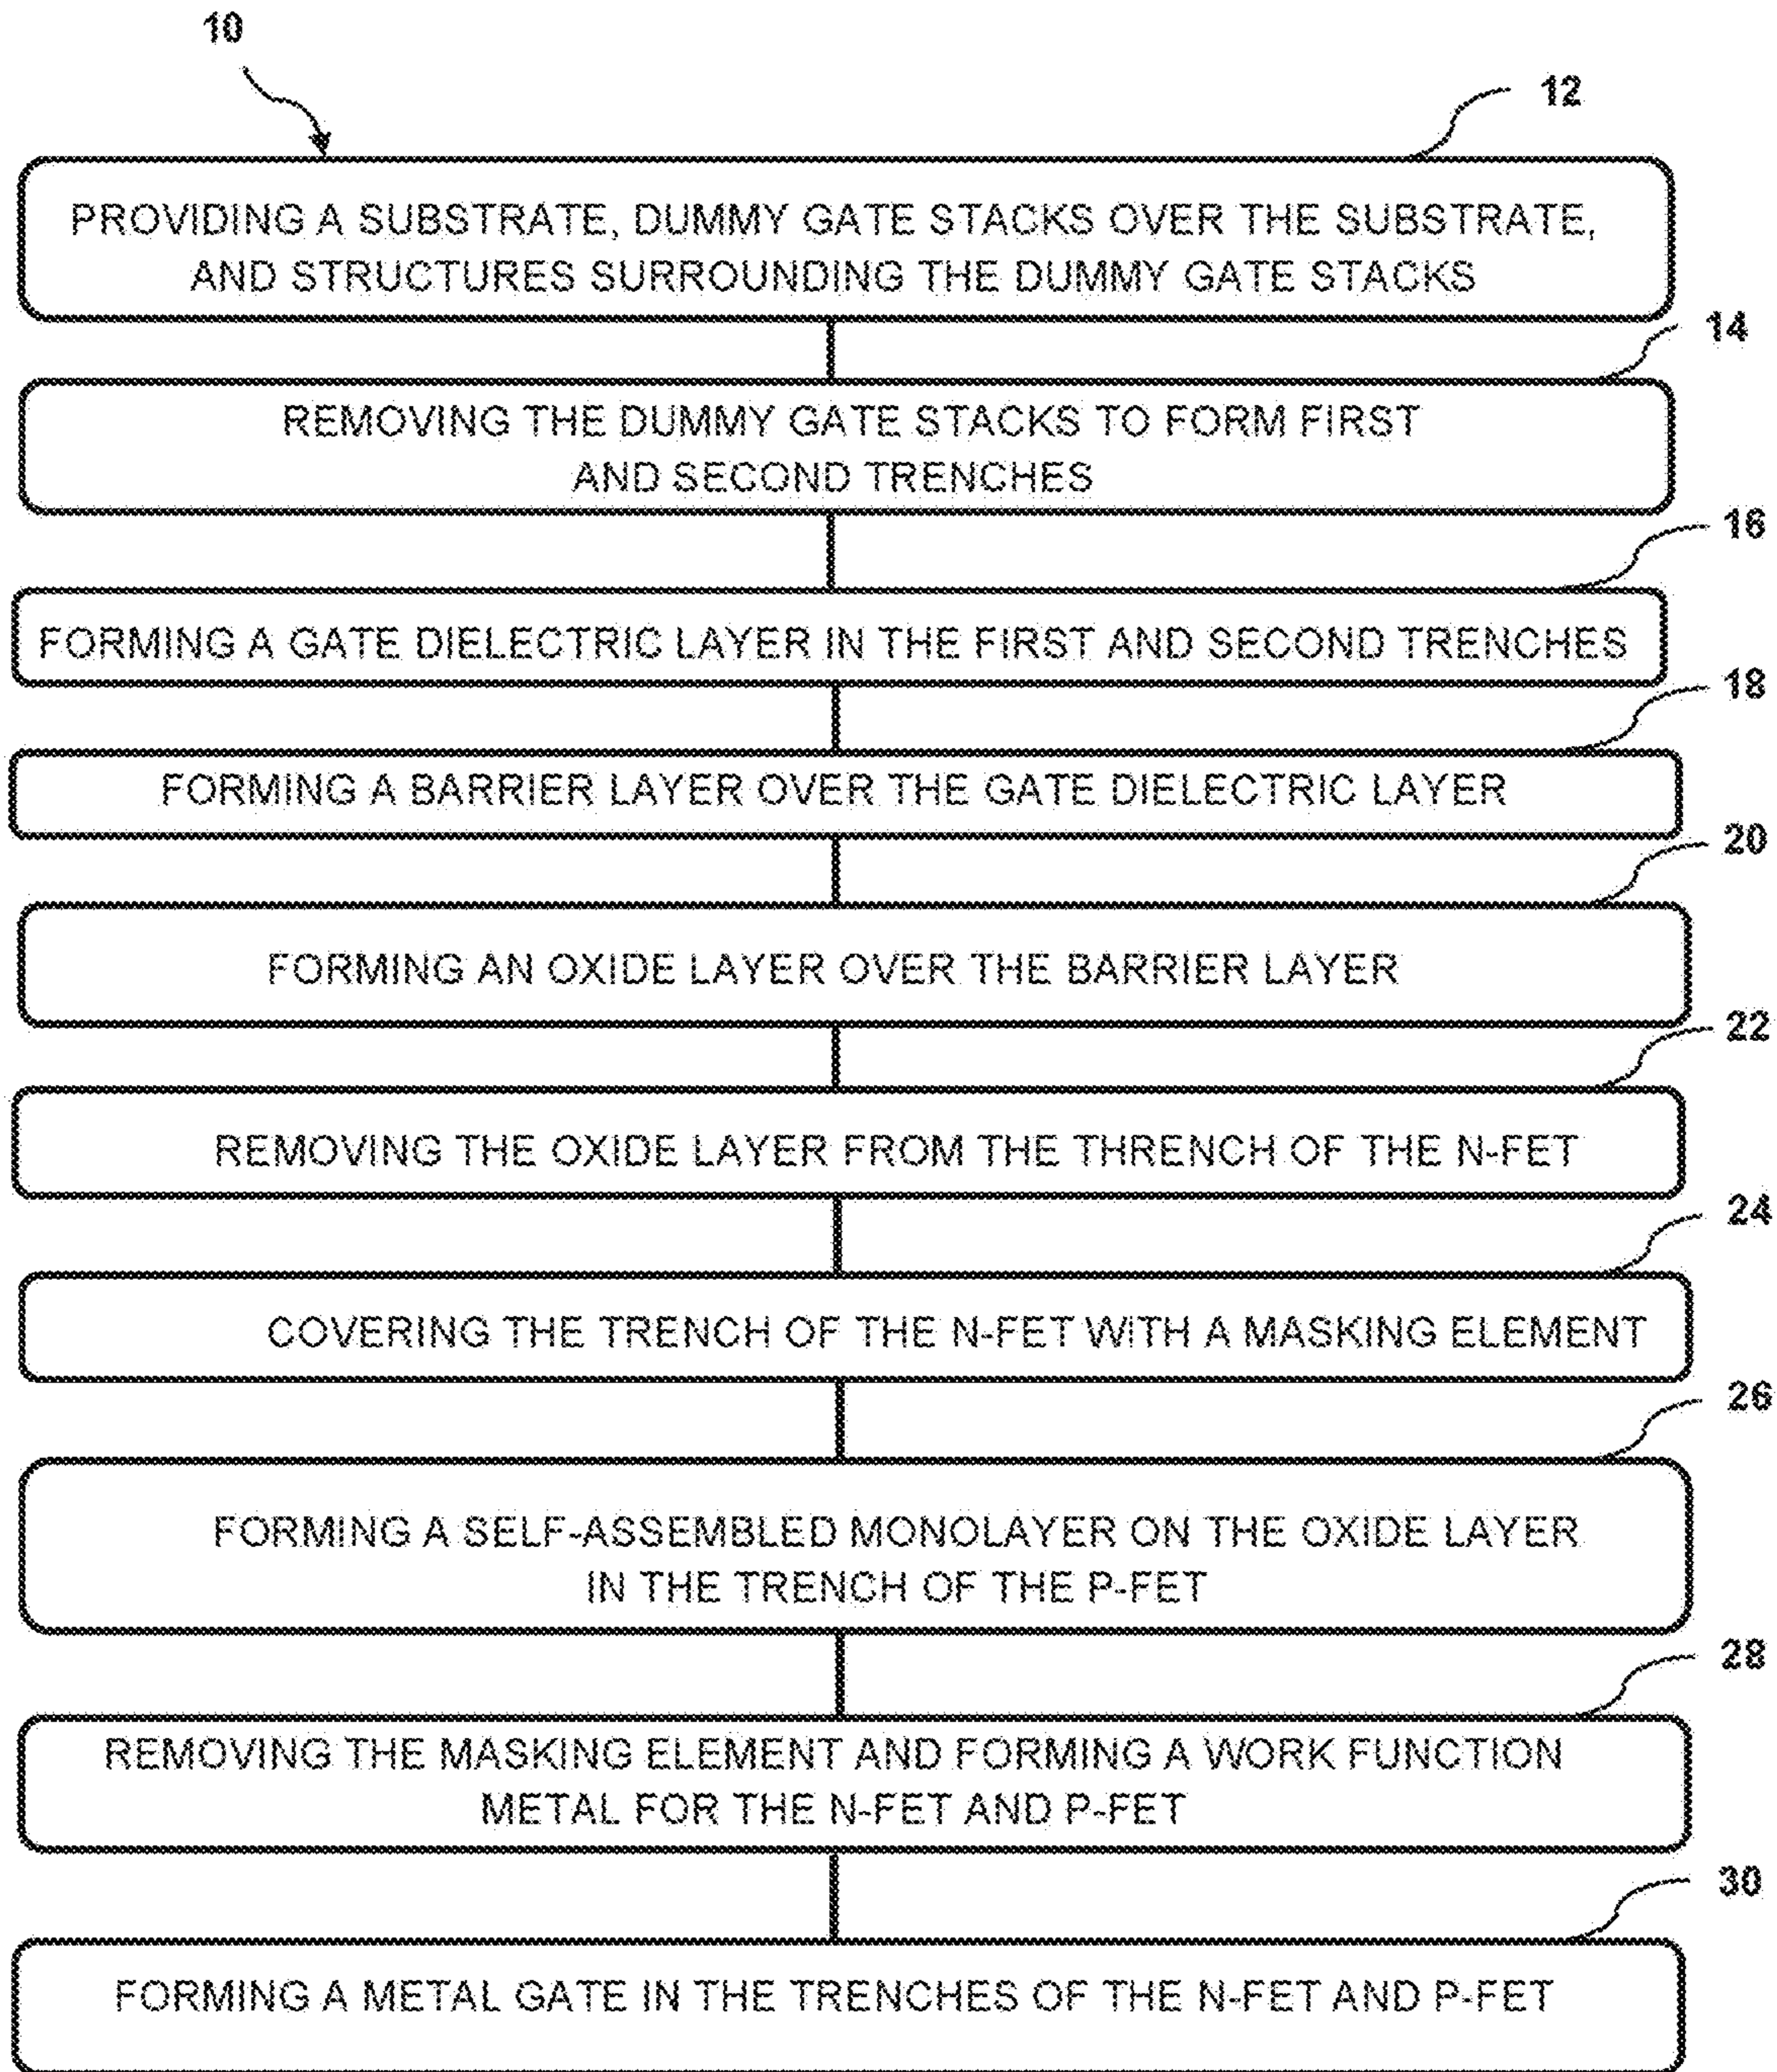 10
12
PROVIDING A SUBSTRATE, DUMMY GATE STACKS OVER THE SUBSTRATE,
AND STRUCTURES SURROUNDING THE DUMMY GATE STACKS
14
REMOVING THE DUMMY GATE STACKS TO FORM FIRST
AND SECOND TRENCHES
16
FORMING A GATE DIELECTRIC LAYER IN THE FIRST AND SECOND TRENCHES
18
FORMING A BARRIER LAYER OVER THE GATE DIELECTRIC LAYER
20
FORMING AN OXIDE LAYER OVER THE BARRIER LAYER
22
REMOVING THE OXIDE LAYER FROM THE THRENCH OF THE N-FET
24
COVERING THE TRENCH OF THE N-FET WITH A MASKING ELEMENT
26
FORMING A SELF-ASSEMBLED MONOLAYER ON THE OXIDE LAYER
IN THE TRENCH OF THE P-FET
28
REMOVING THE MASKING ELEMENT AND FORMING A WORK FUNCTION
METAL FOR THE N-FET AND P-FET
30
FORMING A METAL GATE IN THE TRENCHES OF THE N-FET AND P-FET